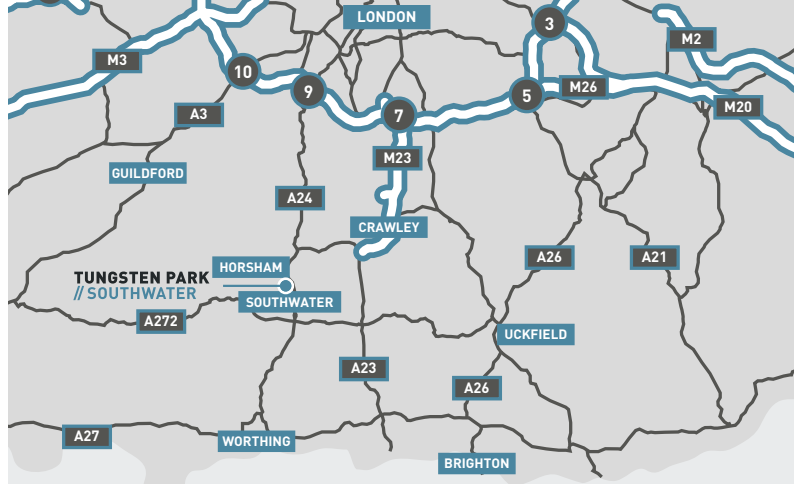 LONDON
3
M2
M3
10
9
5
M26
M20
A3
7
M23
GUILDFORD
A24
CRAWLEY
A26
A21
HORSHAM
TUNGSTEN PARK
// SOUTHWATER
SOUTHWATER
A272
UCKFIELD
A23
A26
A27
WORTHING
BRIGHTON